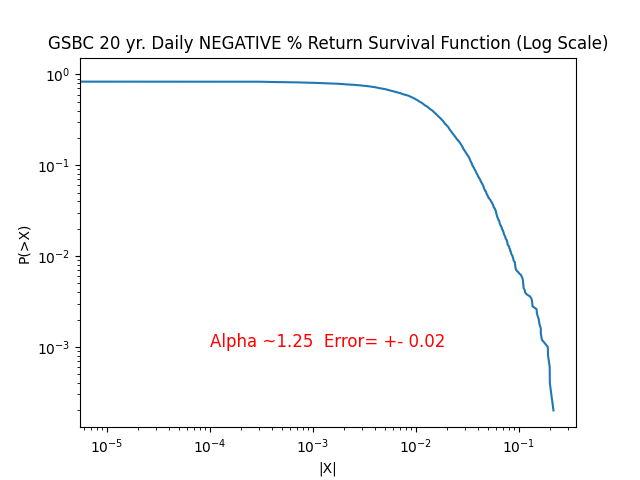 GSBC 20 yr. Daily NEGATIVE % Return Survival Function (Log Scale)
10⁰
10⁻¹
10⁻²
10⁻³
P(>X)
Alpha ~1.25  Error= +- 0.02
10⁻⁵ 10⁻⁴ 10⁻³ 10⁻² 10⁻¹
|X|